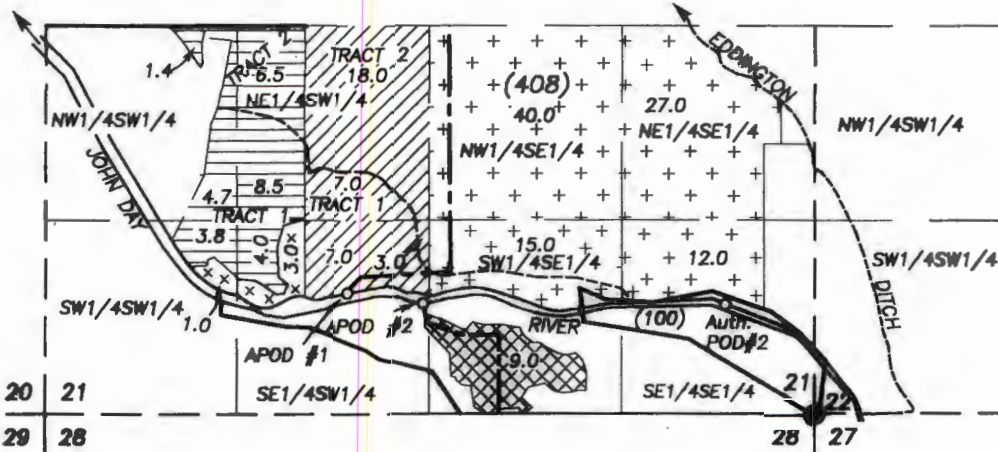 EDDINGTON
DITCH
TRACT 2
TRACT 2
1.4
6.5
18.0
(408)
NE1/4SW1/4
40.0
27.0
NW1/4SW1/4
NW1/4SE1/4
NE1/4SE1/4
NW1/4SW1/4
JOHN DAY
8.5
7.0
4.7
TRACT 1
TRACT 1
3.8
4.0
3.0
7.0
3.0
15.0
SW1/4SE1/4
12.0
SW1/4SW1/4
SW1/4SW1/4
1.0
APOD #2
RIVER
(100)
Auth.
POD#2
APOD #1
9.0
SE1/4SW1/4
SE1/4SE1/4
20 21
21 22
29 28
28 27